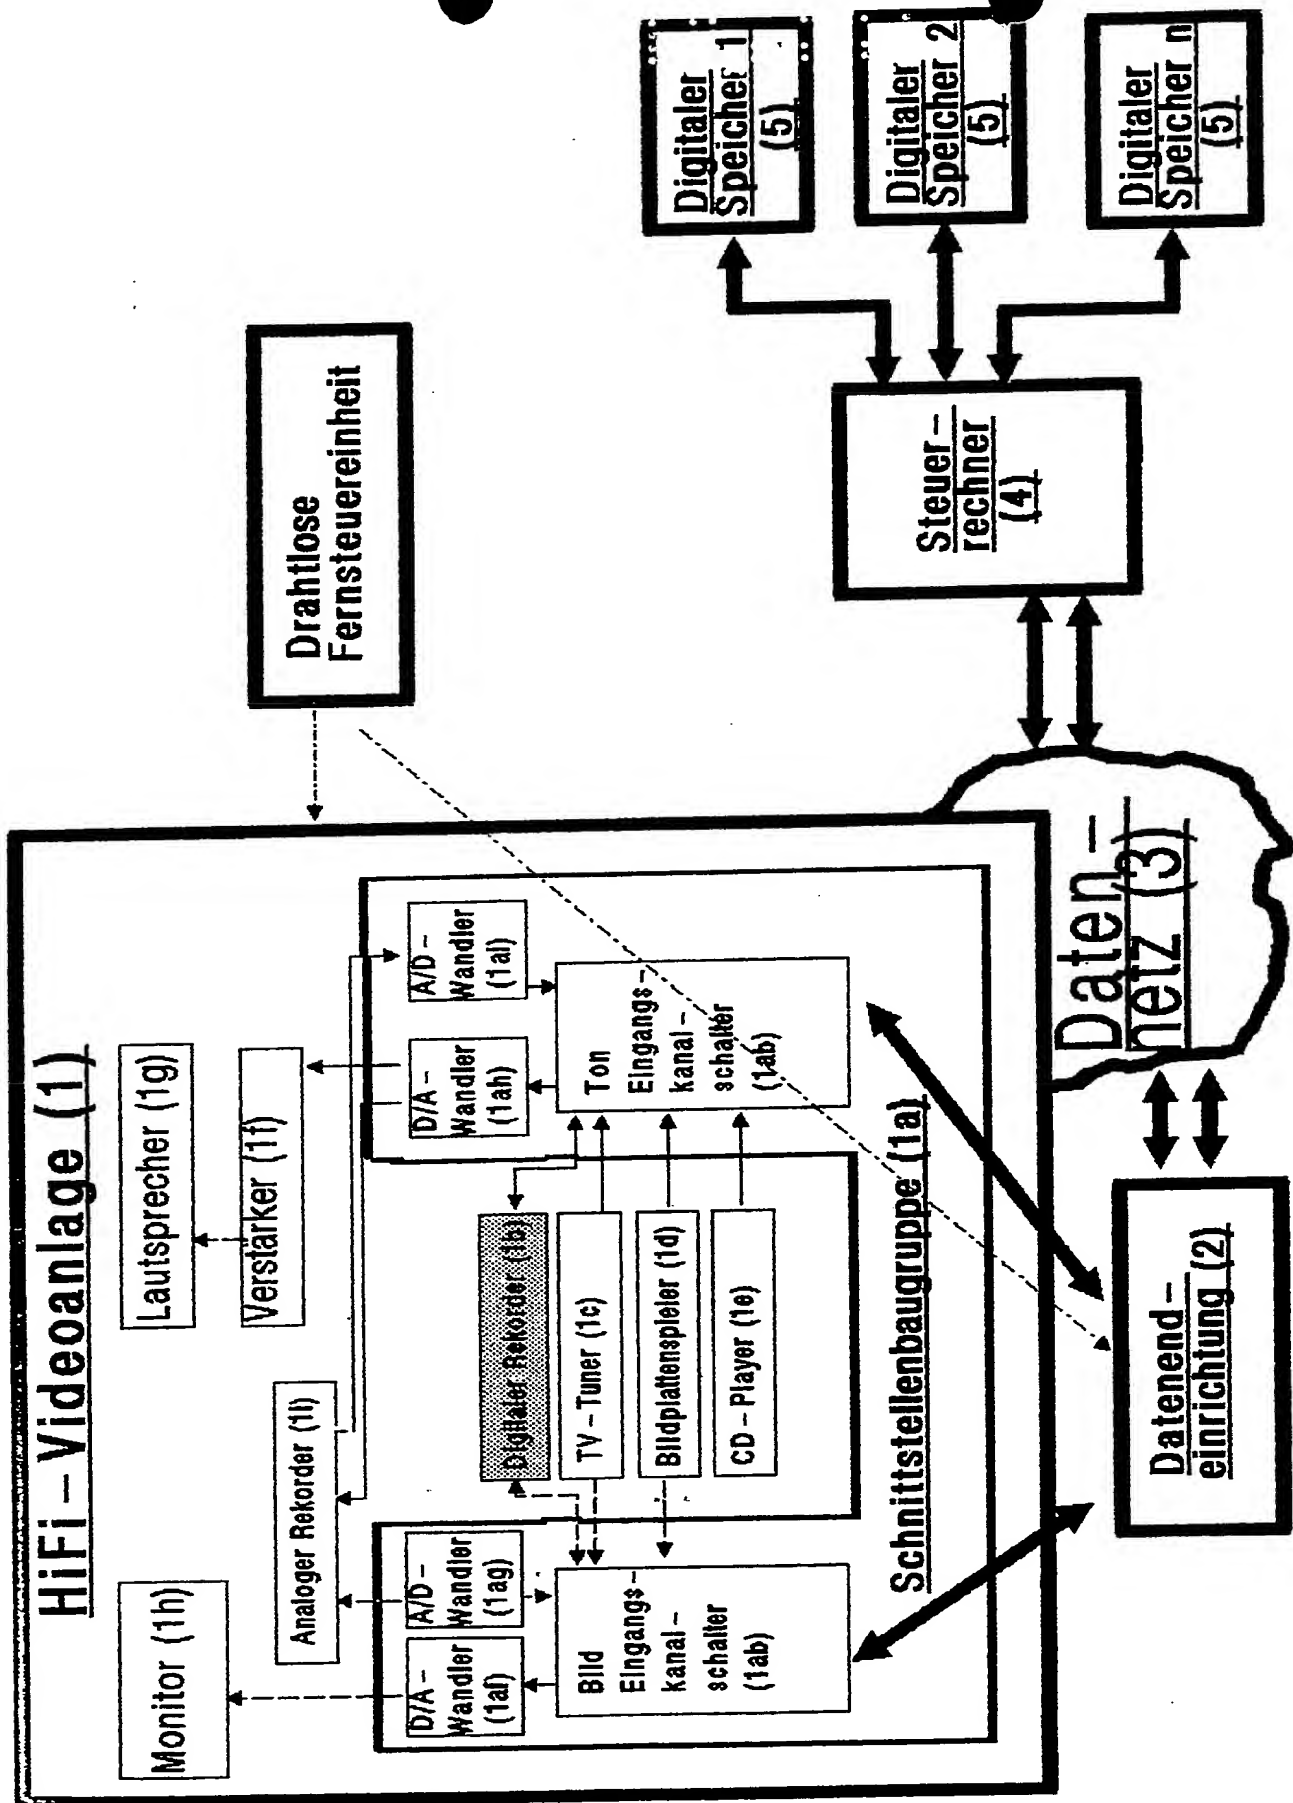 HiFi-Videoanlage (1)
Monitor (1h)
Lautsprecher (1g)
Verstärker (1f)
Analoger Rekorder (1i)
D/A-
Wandler
(1af)
A/D-
Wandler
(1ag)
D/A-
Wandler
(1ah)
A/D-
Wandler
(1ai)
Digitaler Rekorder (1b)
TV-Tuner (1c)
Bildplattenspieler (1d)
CD-Player (1e)
Bild
Eingangs-
kanal-
schalter
(1ab)
Ton
Eingangs-
kanal-
schalter
(1ab)
Schnittstellenbaugruppe (1a)
Drahtlose
Fernsteuereinheit
Datenend-
einrichtung (2)
Daten-
netz (3)
Steuer-
rechner
(4)
Digitaler
Speicher 1
(5)
Digitaler
Speicher 2
(5)
Digitaler
Speicher n
(5)